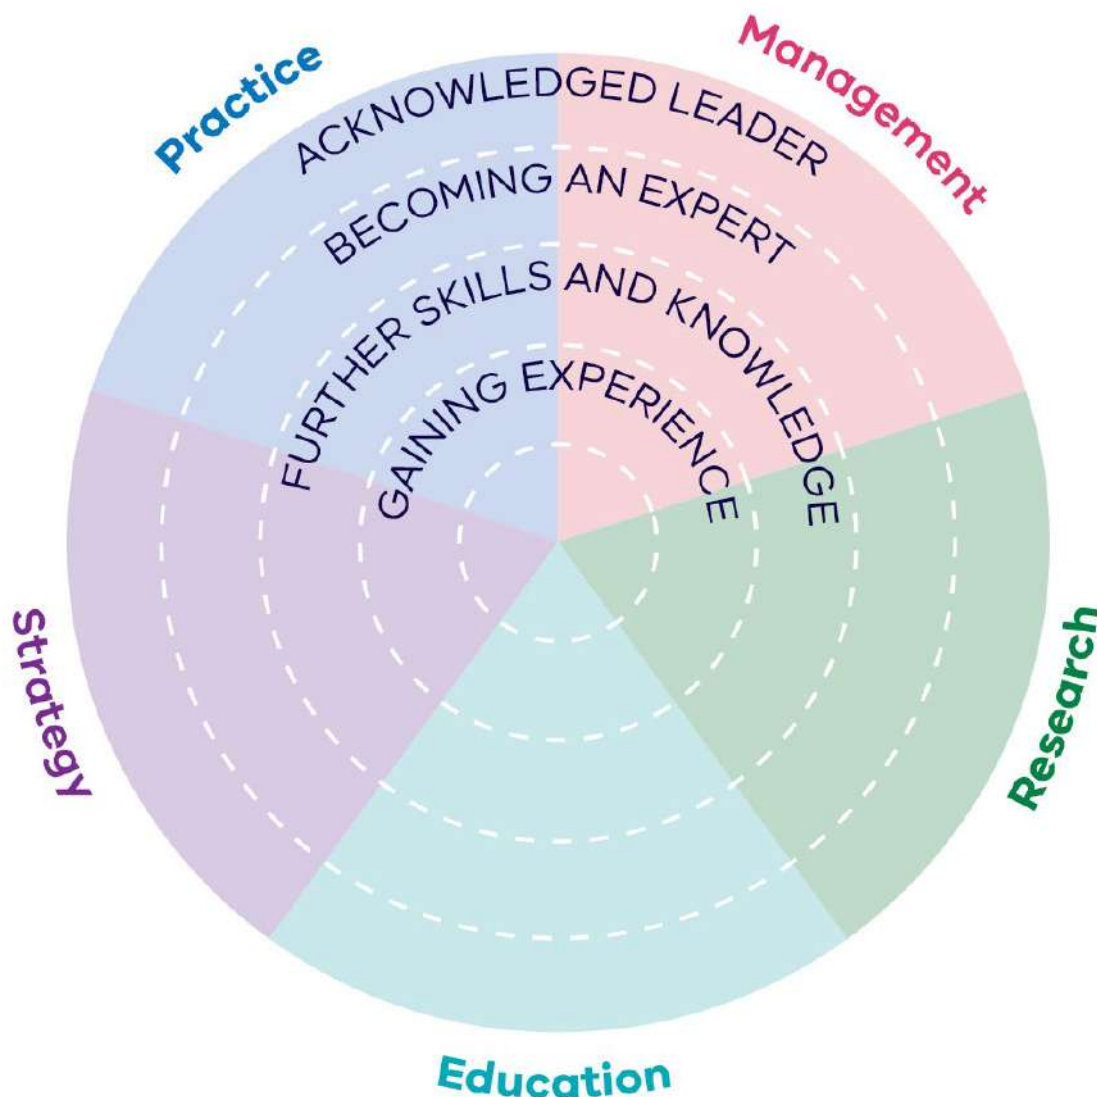 Practice
Management
ACKNOWLEDGED LEADER
BECOMING AN EXPERT
FURTHER SKILLS AND KNOWLEDGE
GAINING EXPERIENCE
Strategy
Research
Education